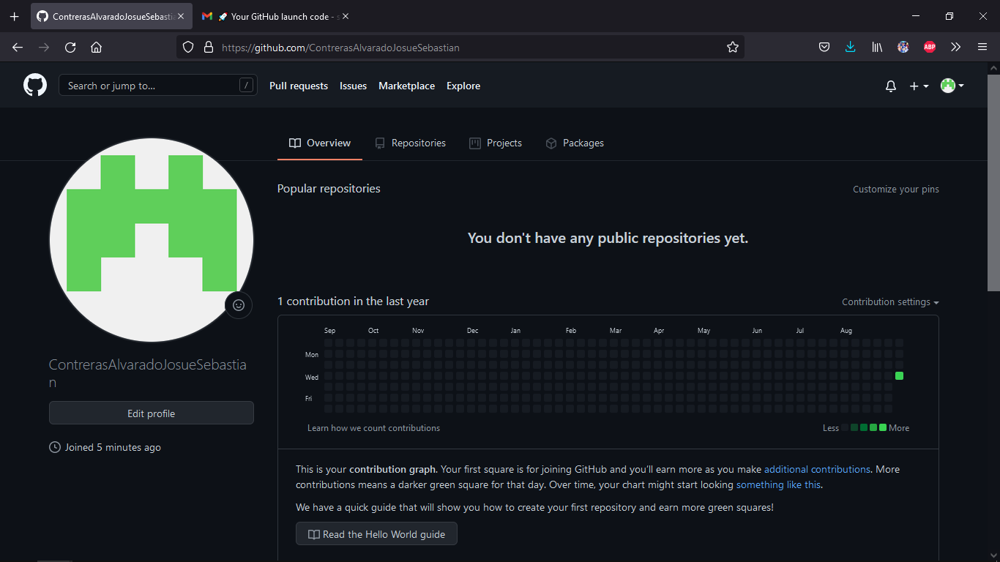 ContrerasAlvaradoJosueSebastia
🚀 Your GitHub launch code - s
https://github.com/ContrerasAlvaradoJosueSebastian
ABP
Search or jump to...
/
Pull requests
Issues
Marketplace
Explore
Overview
Repositories
Projects
Packages
Popular repositories
Customize your pins
You don't have any public repositories yet.
1 contribution in the last year
Contribution settings
Sep Oct Nov Dec Jan Feb Mar Apr May Jun Jul Aug
Mon
Wed
Fri
Learn how we count contributions
Less More
ContrerasAlvaradoJosueSebastia
n
Edit profile
Joined 5 minutes ago
This is your contribution graph. Your first square is for joining GitHub and you'll earn more as you make additional contributions. More
contributions means a darker green square for that day. Over time, your chart might start looking something like this.
We have a quick guide that will show you how to create your first repository and earn more green squares!
Read the Hello World guide